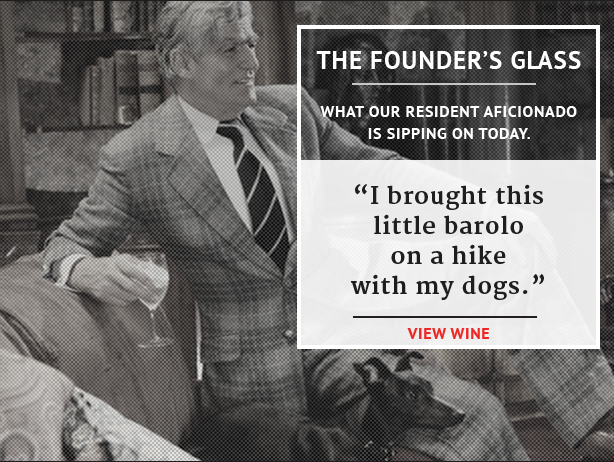 THE FOUNDER’S GLASS
WHAT OUR RESIDENT AFICIONADO
IS SIPPING ON TODAY.
“I brought this
little barolo
on a hike
with my dogs.”
VIEW WINE